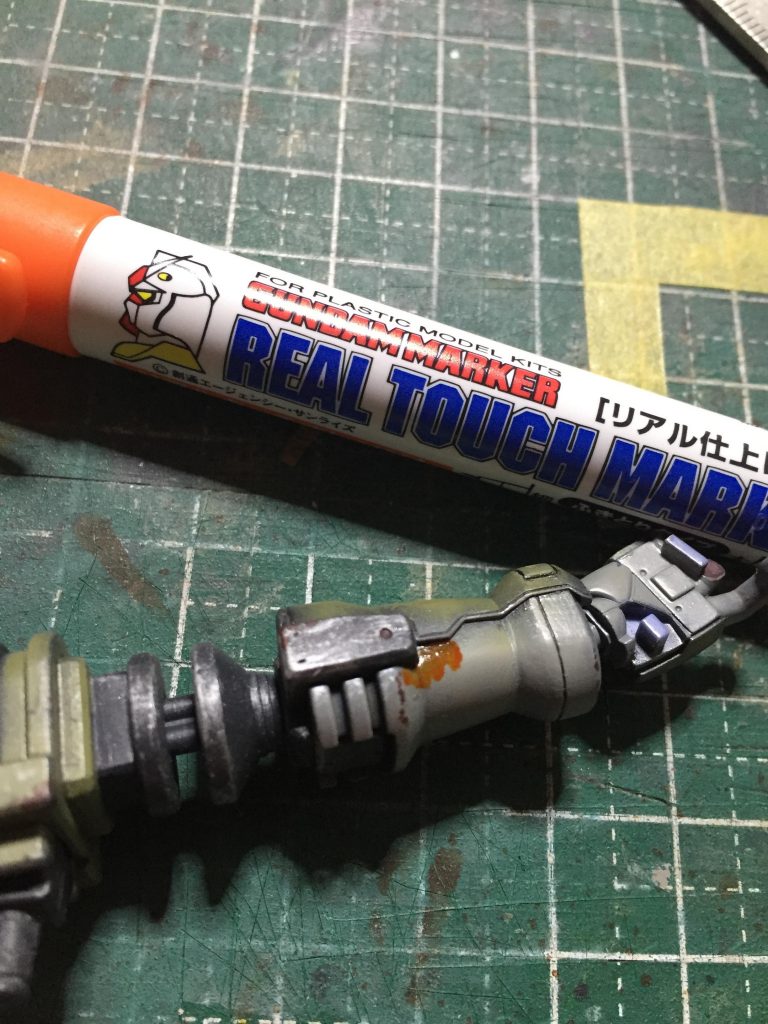 FOR PLASTIC MODEL KITS
GUNDAM MARKER
REAL TOUCH MARK
[リアル仕上
© 創通エージェンシー・サンライズ